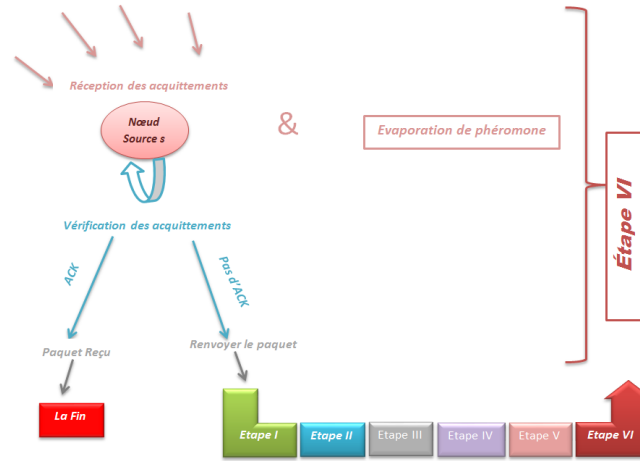 Réception des acquittements
Nœud
Source s
&
Evaporation de phéromone
Étape VI
Vérification des acquittements
ACK
Pas d'ACK
Paquet Reçu
Renvoyer le paquet
La Fin
Etape I
Etape II
Etape III
Etape IV
Etape V
Etape VI